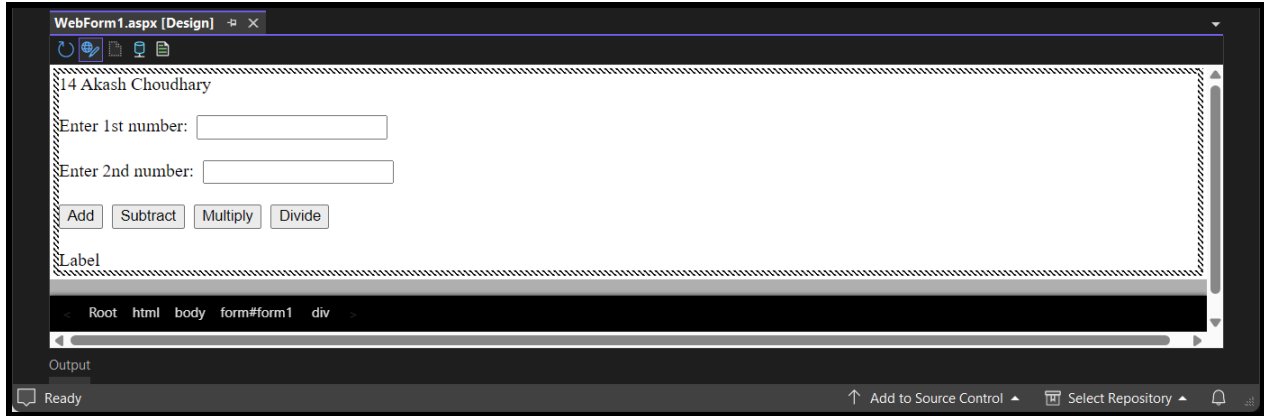 WebForm1.aspx [Design]
14 Akash Choudhary
Enter 1st number:
Enter 2nd number:
Add Subtract Multiply Divide
Label
< Root html body form#form1 div >
Output
Ready Add to Source Control Select Repository